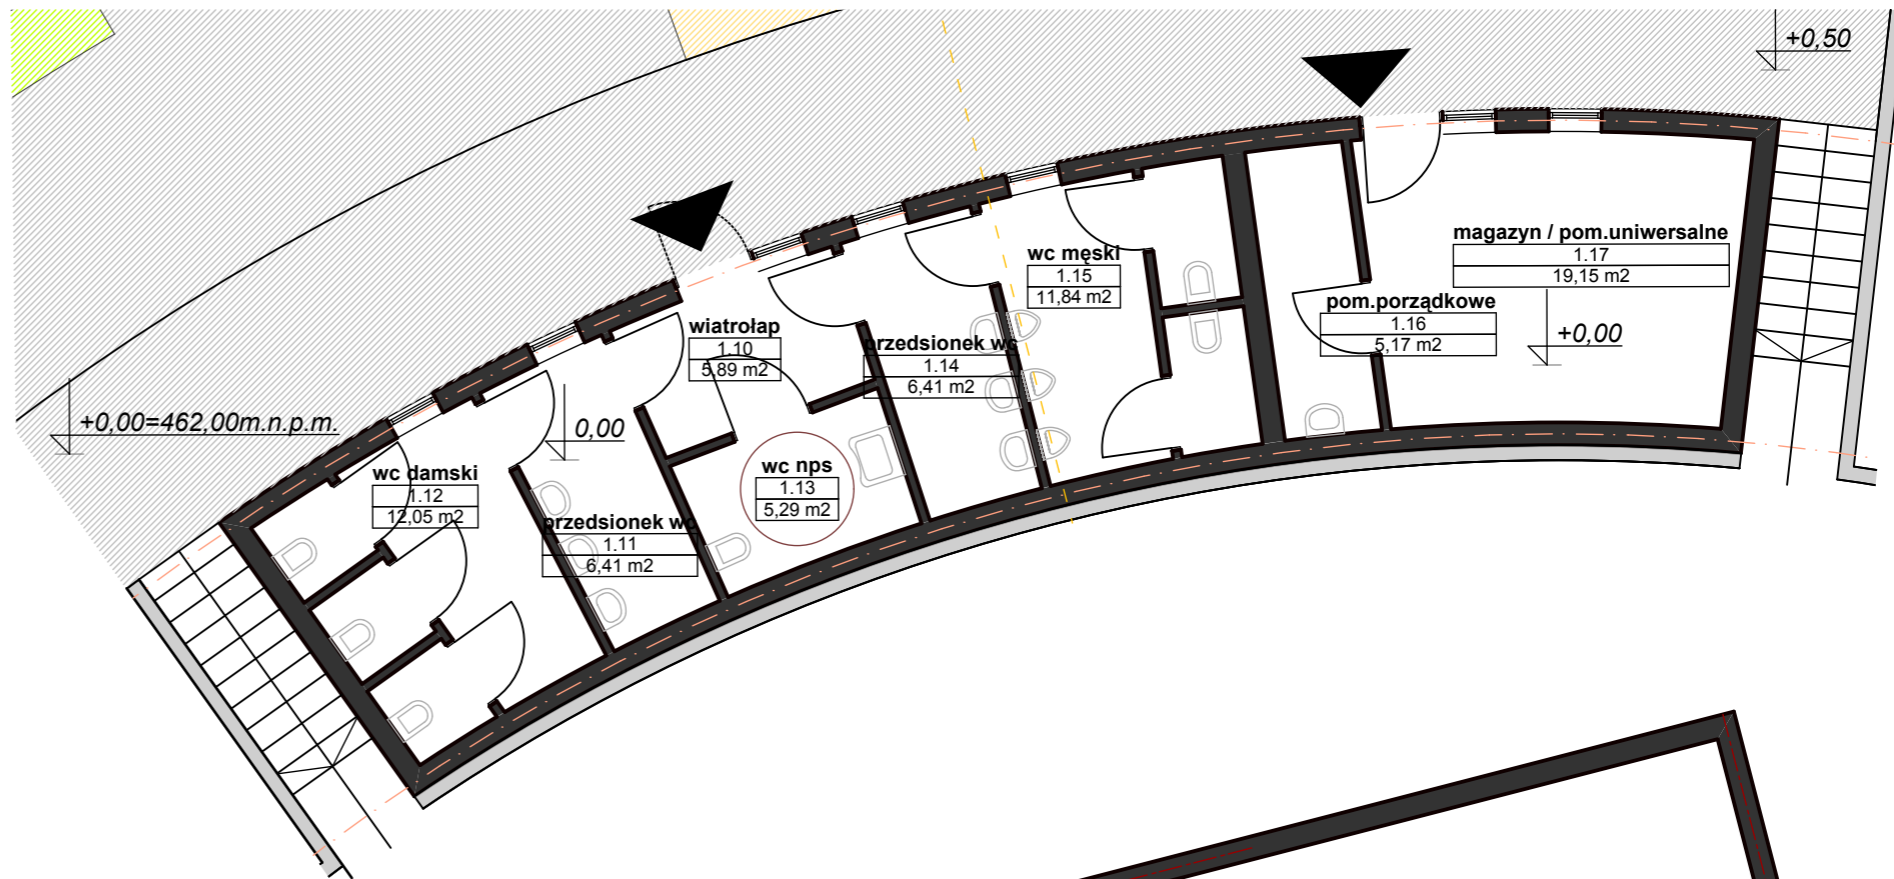 +0,50
magazyn / pom.uniwersalne
1.17
19,15 m2
wc męski
1.15
11,84 m2
pom.porządkowe
1.16
5,17 m2
+0,00
wiatrołap
1.10
5,89 m2
przedsionek wc
1.14
6,41 m2
+0,00=462,00m.n.p.m.
0,00
wc damski
1.12
12,05 m2
wc nps
1.13
5,29 m2
przedsionek wc
1.11
6,41 m2